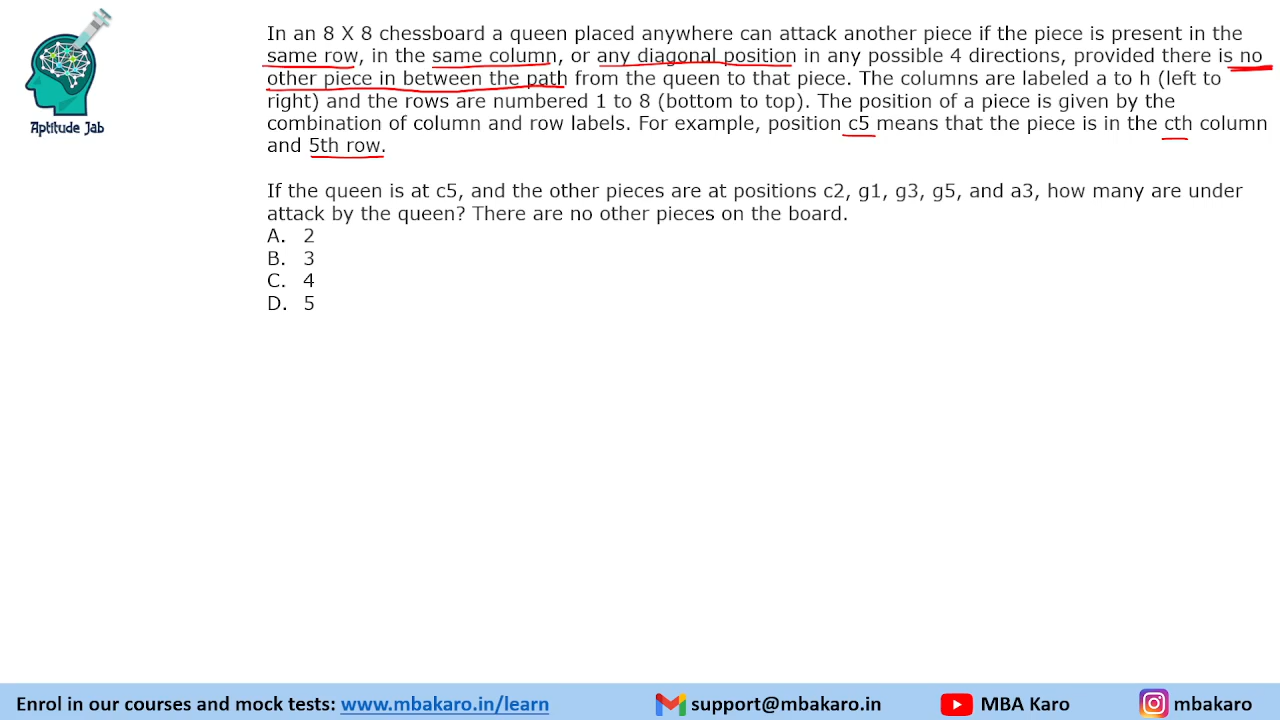 In an 8 X 8 chessboard a queen placed anywhere can attack another piece if the piece is present in the
same row, in the same column, or any diagonal position in any possible 4 directions, provided there is no
other piece in between the path from the queen to that piece. The columns are labeled a to h (left to
right) and the rows are numbered 1 to 8 (bottom to top). The position of a piece is given by the
combination of column and row labels. For example, position c5 means that the piece is in the cth column
and 5th row.
Aptitude Jab
If the queen is at c5, and the other pieces are at positions c2, g1, g3, g5, and a3, how many are under
attack by the queen? There are no other pieces on the board.
A. 2
B. 3
C. 4
D. 5
Enrol in our courses and mock tests: www.mbakaro.in/learn support@mbakaro.in MBA Karo mbakaro